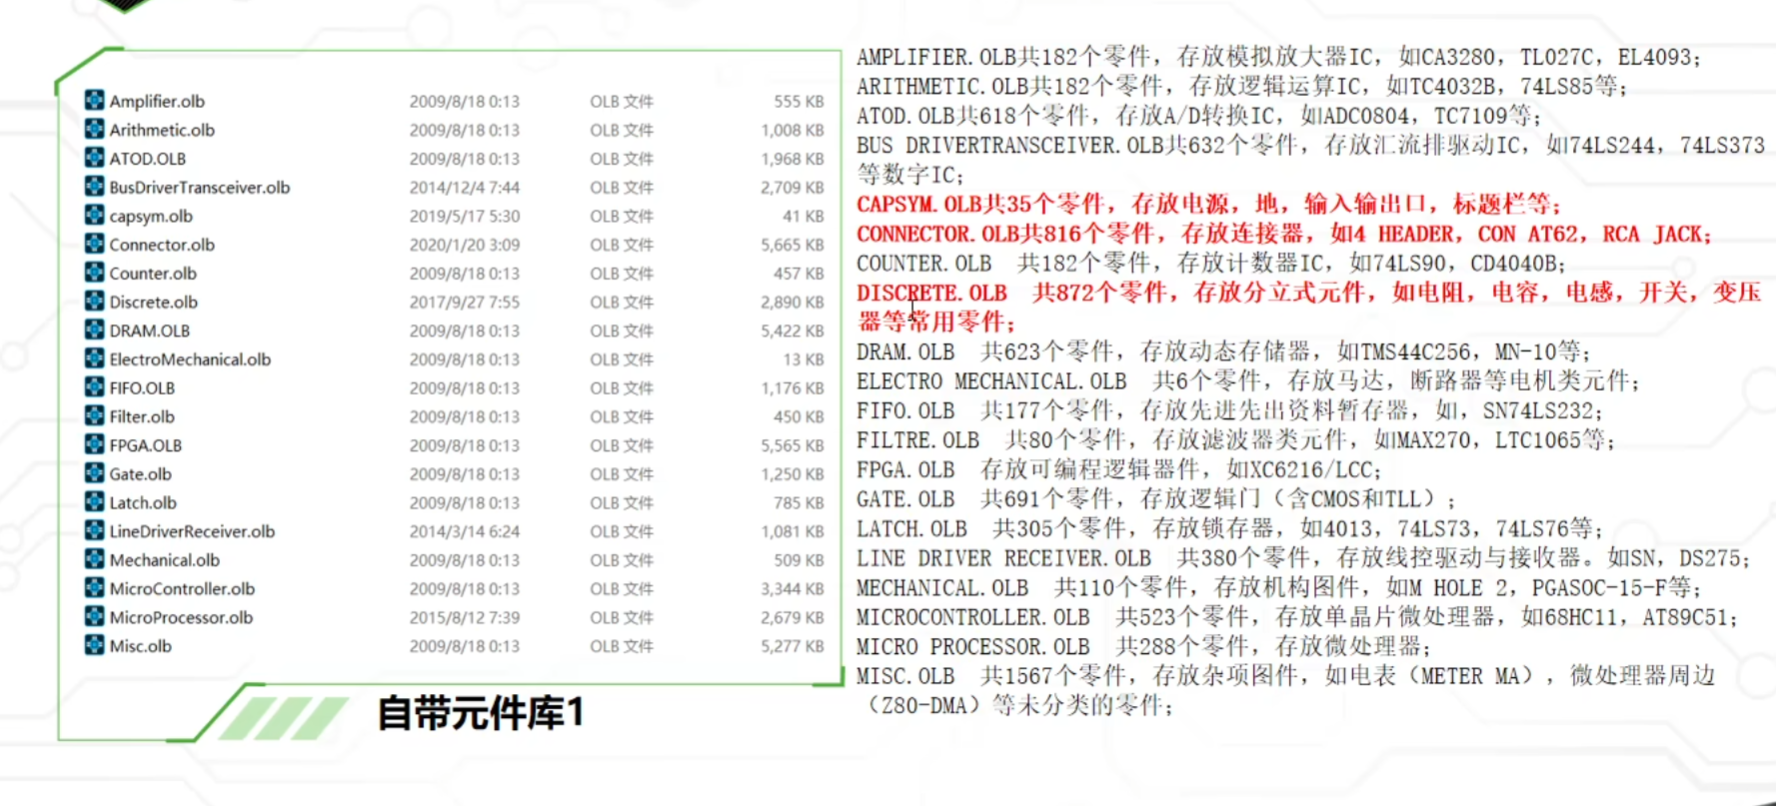 Amplifier.olb 2009/8/18 0:13 OLB 文件 555 KB
Arithmetic.olb 2009/8/18 0:13 OLB 文件 1,008 KB
ATOD.OLB 2009/8/18 0:13 OLB 文件 1,968 KB
BusDriverTransceiver.olb 2014/12/4 7:44 OLB 文件 2,709 KB
capsym.olb 2019/5/17 5:30 OLB 文件 41 KB
Connector.olb 2020/1/20 3:09 OLB 文件 5,665 KB
Counter.olb 2009/8/18 0:13 OLB 文件 457 KB
Discrete.olb 2017/9/27 7:55 OLB 文件 2,890 KB
DRAM.OLB 2009/8/18 0:13 OLB 文件 5,422 KB
ElectroMechanical.olb 2009/8/18 0:13 OLB 文件 13 KB
FIFO.OLB 2009/8/18 0:13 OLB 文件 1,176 KB
Filter.olb 2009/8/18 0:13 OLB 文件 450 KB
FPGA.OLB 2009/8/18 0:13 OLB 文件 5,565 KB
Gate.olb 2009/8/18 0:13 OLB 文件 1,250 KB
Latch.olb 2009/8/18 0:13 OLB 文件 785 KB
LineDriverReceiver.olb 2014/3/14 6:24 OLB 文件 1,081 KB
Mechanical.olb 2009/8/18 0:13 OLB 文件 509 KB
MicroController.olb 2009/8/18 0:13 OLB 文件 3,344 KB
MicroProcessor.olb 2015/8/12 7:39 OLB 文件 2,679 KB
Misc.olb 2009/8/18 0:13 OLB 文件 5,277 KB
自带元件库1
AMPLIFIER.OLB共182个零件，存放模拟放大器IC，如CA3280，TL027C，EL4093；
ARITHMETIC.OLB共182个零件，存放逻辑运算IC，如TC4032B，74LS85等；
ATOD.OLB共618个零件，存放A/D转换IC，如ADC0804，TC7109等；
BUS DRIVERTRANSCEIVER.OLB共632个零件，存放汇流排驱动IC，如74LS244，74LS373
等数字IC；
CAPSYM.OLB共35个零件，存放电源，地，输入输出口，标题栏等；
CONNECTOR.OLB共816个零件，存放连接器，如4 HEADER，CON AT62，RCA JACK；
COUNTER.OLB 共182个零件，存放计数器IC，如74LS90，CD4040B；
DISCRETE.OLB 共872个零件，存放分立式元件，如电阻，电容，电感，开关，变压
器等常用零件；
DRAM.OLB 共623个零件，存放动态存储器，如TMS44C256，MN-10等；
ELECTRO MECHANICAL.OLB 共6个零件，存放马达，断路器等电机类元件；
FIFO.OLB 共177个零件，存放先进先出资料暂存器，如，SN74LS232；
FILTRE.OLB 共80个零件，存放滤波器类元件，如MAX270，LTC1065等；
FPGA.OLB 存放可编程逻辑器件，如XC6216/LCC；
GATE.OLB 共691个零件，存放逻辑门（含CMOS和TLL）；
LATCH.OLB 共305个零件，存放锁存器，如4013，74LS73，74LS76等；
LINE DRIVER RECEIVER.OLB 共380个零件，存放线控驱动与接收器。如SN，DS275；
MECHANICAL.OLB 共110个零件，存放机构图件，如M HOLE 2，PGASOC-15-F等；
MICROCONTROLLER.OLB 共523个零件，存放单晶片微处理器，如68HC11，AT89C51；
MICRO PROCESSOR.OLB 共288个零件，存放微处理器；
MISC.OLB 共1567个零件，存放杂项图件，如电表（METER MA），微处理器周边
（Z80-DMA）等未分类的零件；